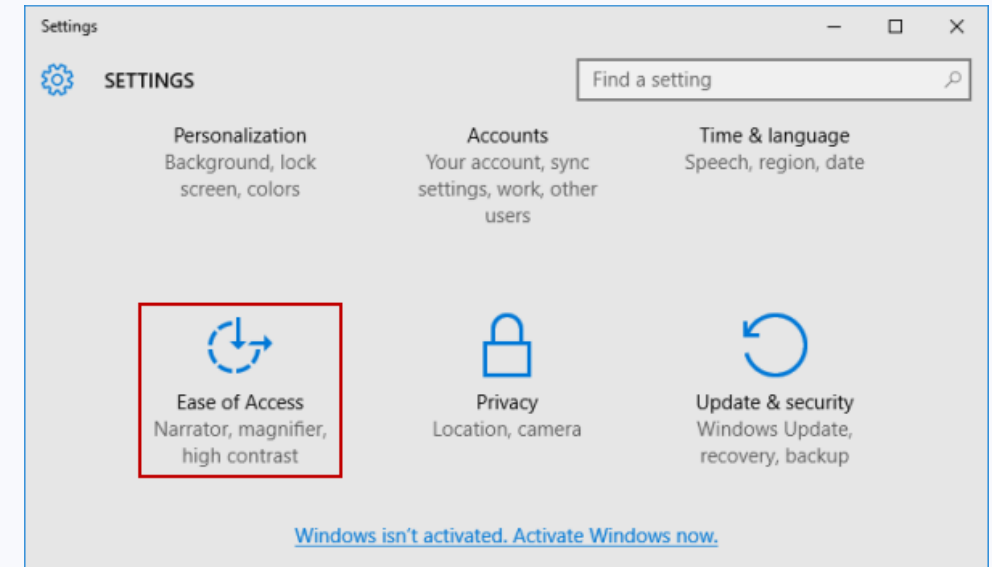 Settings
SETTINGS
Find a setting
Personalization
Background, lock
screen, colors
Accounts
Your account, sync
settings, work, other
users
Time & language
Speech, region, date
Ease of Access
Narrator, magnifier,
high contrast
Privacy
Location, camera
Update & security
Windows Update,
recovery, backup
Windows isn't activated. Activate Windows now.